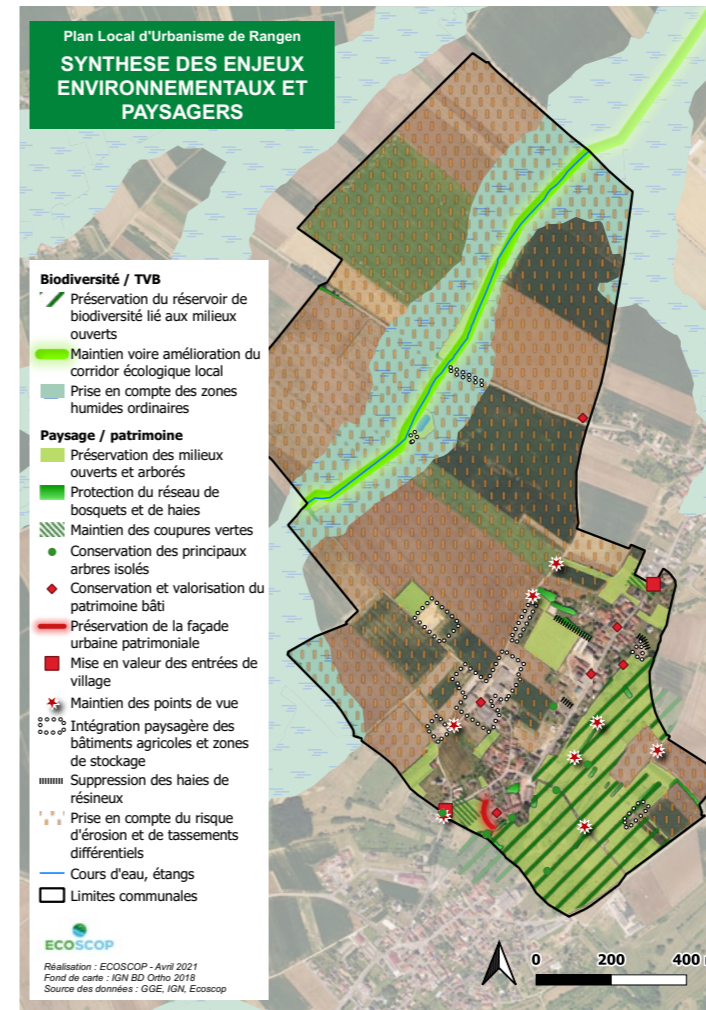 Plan Local d'Urbanisme de Rangen
SYNTHESE DES ENJEUX
ENVIRONNEMENTAUX ET
PAYSAGERS
Biodiversité / TVB
Préservation du réservoir de
biodiversité lié aux milieux
ouverts
Maintien voire amélioration du
corridor écologique local
Prise en compte des zones
humides ordinaires
Paysage / patrimoine
Préservation des milieux
ouverts et arborés
Protection du réseau de
bosquets et de haies
Maintien des coupures vertes
Conservation des principaux
arbres isolés
Conservation et valorisation du
patrimoine bâti
Préservation de la façade
urbaine patrimoniale
Mise en valeur des entrées de
village
Maintien des points de vue
Intégration paysagère des
bâtiments agricoles et zones
de stockage
Suppression des haies de
résineux
Prise en compte du risque
d'érosion et de tassements
différentiels
Cours d'eau, étangs
Limites communales
ECOSCOP
Réalisation : ECOSCOP - Avril 2021
Fond de carte : IGN BD Ortho 2018
Source des données : GGE, IGN, Ecoscop
0 200 400